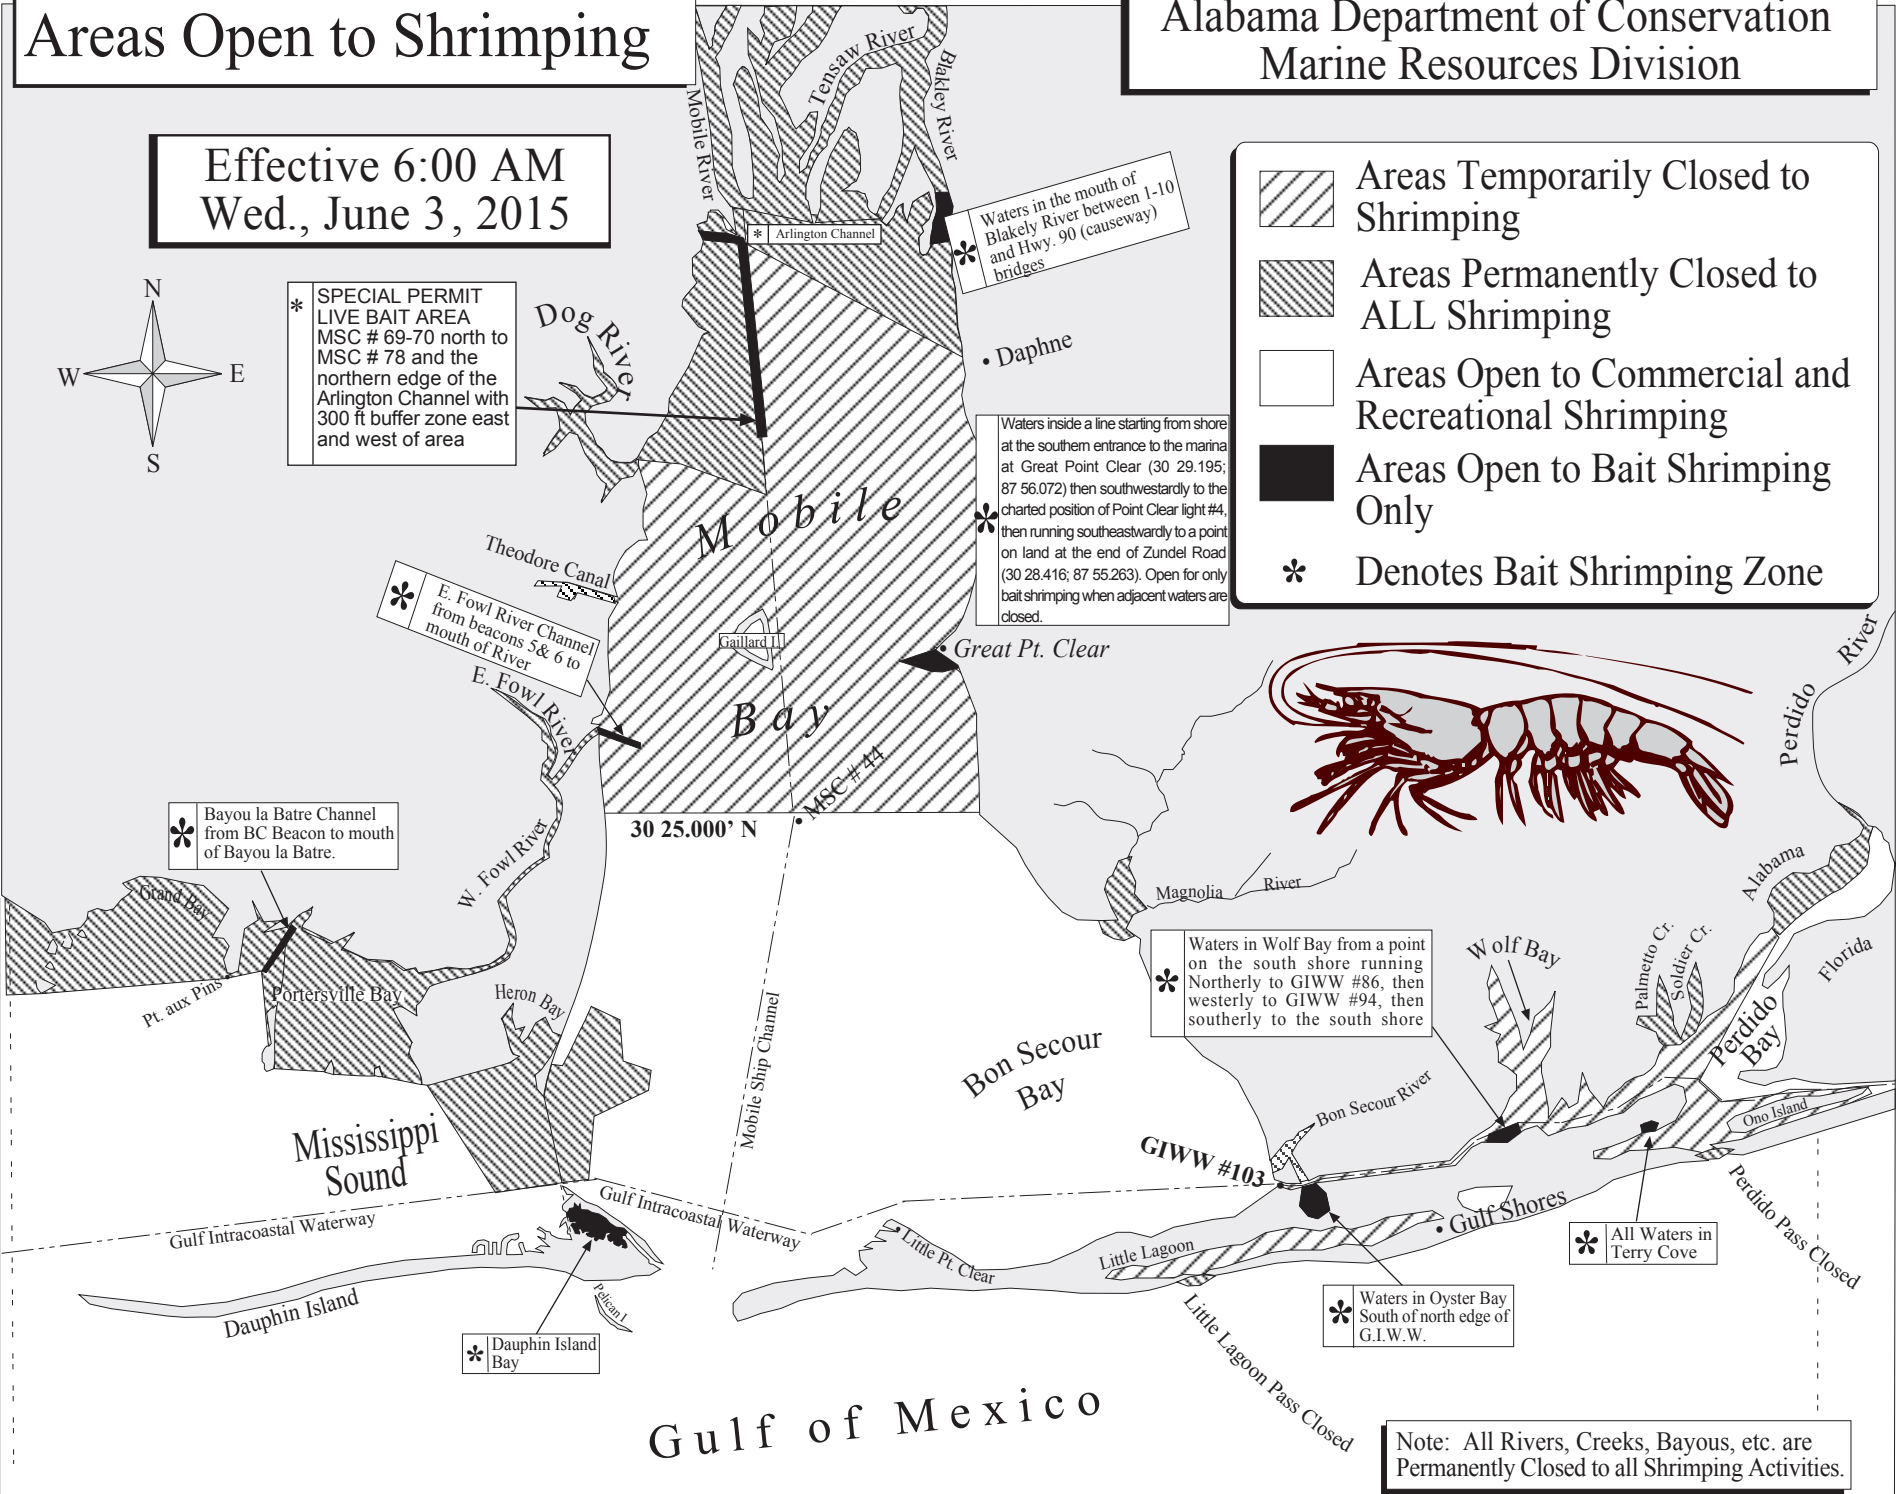 Areas Open to Shrimping
Alabama Department of Conservation
Marine Resources Division
Effective 6:00 AM
Wed., June 3, 2015
Areas Temporarily Closed to
Shrimping
Areas Permanently Closed to
ALL Shrimping
Areas Open to Commercial and
Recreational Shrimping
Areas Open to Bait Shrimping
Only
* Denotes Bait Shrimping Zone
N
W
E
S
* SPECIAL PERMIT
LIVE BAIT AREA
MSC # 69-70 north to
MSC # 78 and the
northern edge of the
Arlington Channel with
300 ft buffer zone east
and west of area
Mobile River
Tensaw River
Blakley River
* Arlington Channel
* Waters in the mouth of
Blakely River between 1-10
and Hwy. 90 (causeway)
bridges
Dog River
• Daphne
* Waters inside a line starting from shore
at the southern entrance to the marina
at Great Point Clear (30 29.195;
87 56.072) then southwestardly to the
charted position of Point Clear light #4,
then running southeastwardly to a point
on land at the end of Zundel Road
(30 28.416; 87 55.263). Open for only
bait shrimping when adjacent waters are
closed.
Mobile
Bay
Theodore Canal
* E. Fowl River Channel
from beacons 5& 6 to
mouth of River
Gaillard I.
• Great Pt. Clear
E. Fowl River
• MSC # 44
30 25.000’ N
* Bayou la Batre Channel
from BC Beacon to mouth
of Bayou la Batre.
W. Fowl River
Grand Bay
Pt. aux Pins
Portersville Bay
Heron Bay
Mississippi
Sound
Mobile Ship Channel
Bon Secour
Bay
Magnolia River
Perdido River
Alabama
Florida
* Waters in Wolf Bay from a point
on the south shore running
Northerly to GIWW #86, then
westerly to GIWW #94, then
southerly to the south shore
Wolf Bay
Palmetto Cr.
Soldier Cr.
Perdido
Bay
Bon Secour River
GIWW #103
Ono Island
Gulf Intracoastal Waterway
Gulf Intracoastal Waterway
Little Pt. Clear
Little Lagoon
• Gulf Shores
* All Waters in
Terry Cove
Perdido Pass Closed
Dauphin Island
Pelican I
* Dauphin Island
Bay
* Waters in Oyster Bay
South of north edge of
G.I.W.W.
Little Lagoon Pass Closed
Gulf of Mexico
Note: All Rivers, Creeks, Bayous, etc. are
Permanently Closed to all Shrimping Activities.